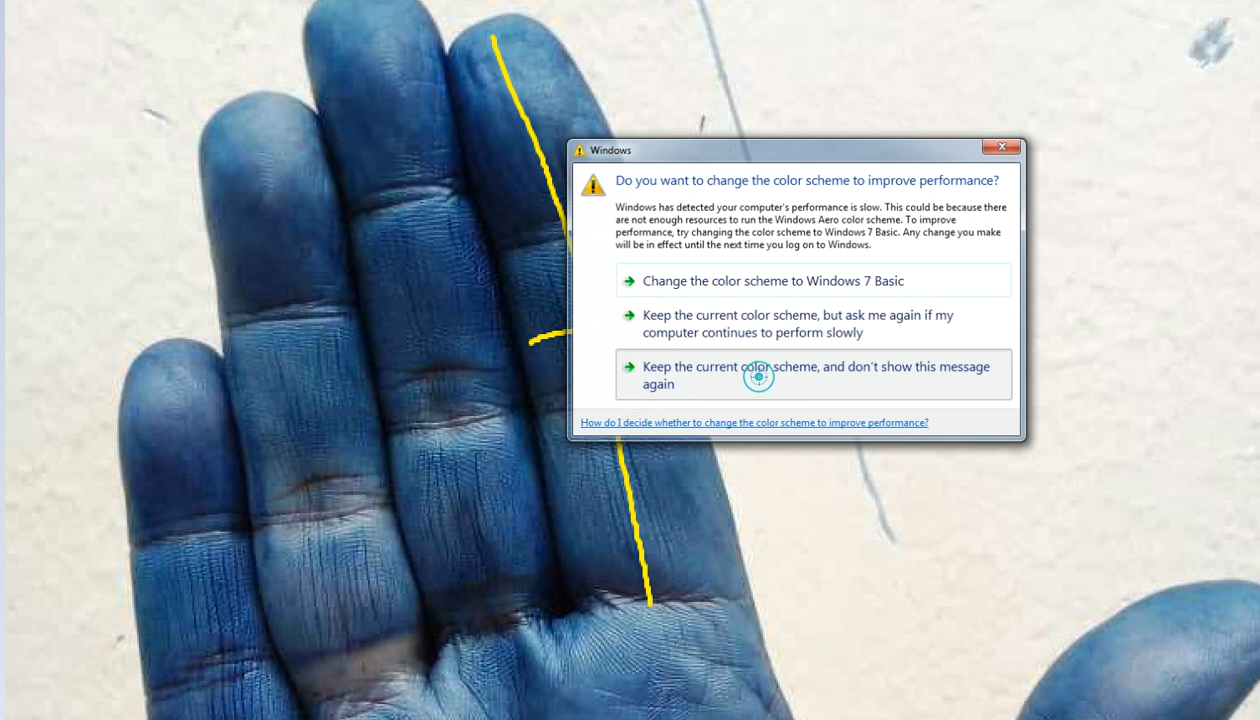 Windows
Do you want to change the color scheme to improve performance?
Windows has detected your computer's performance is slow. This could be because there
are not enough resources to run the Windows Aero color scheme. To improve
performance, try changing the color scheme to Windows 7 Basic. Any change you make
will be in effect until the next time you log on to Windows.
Change the color scheme to Windows 7 Basic
Keep the current color scheme, but ask me again if my
computer continues to perform slowly
Keep the current color scheme, and don't show this message
again
How do I decide whether to change the color scheme to improve performance?